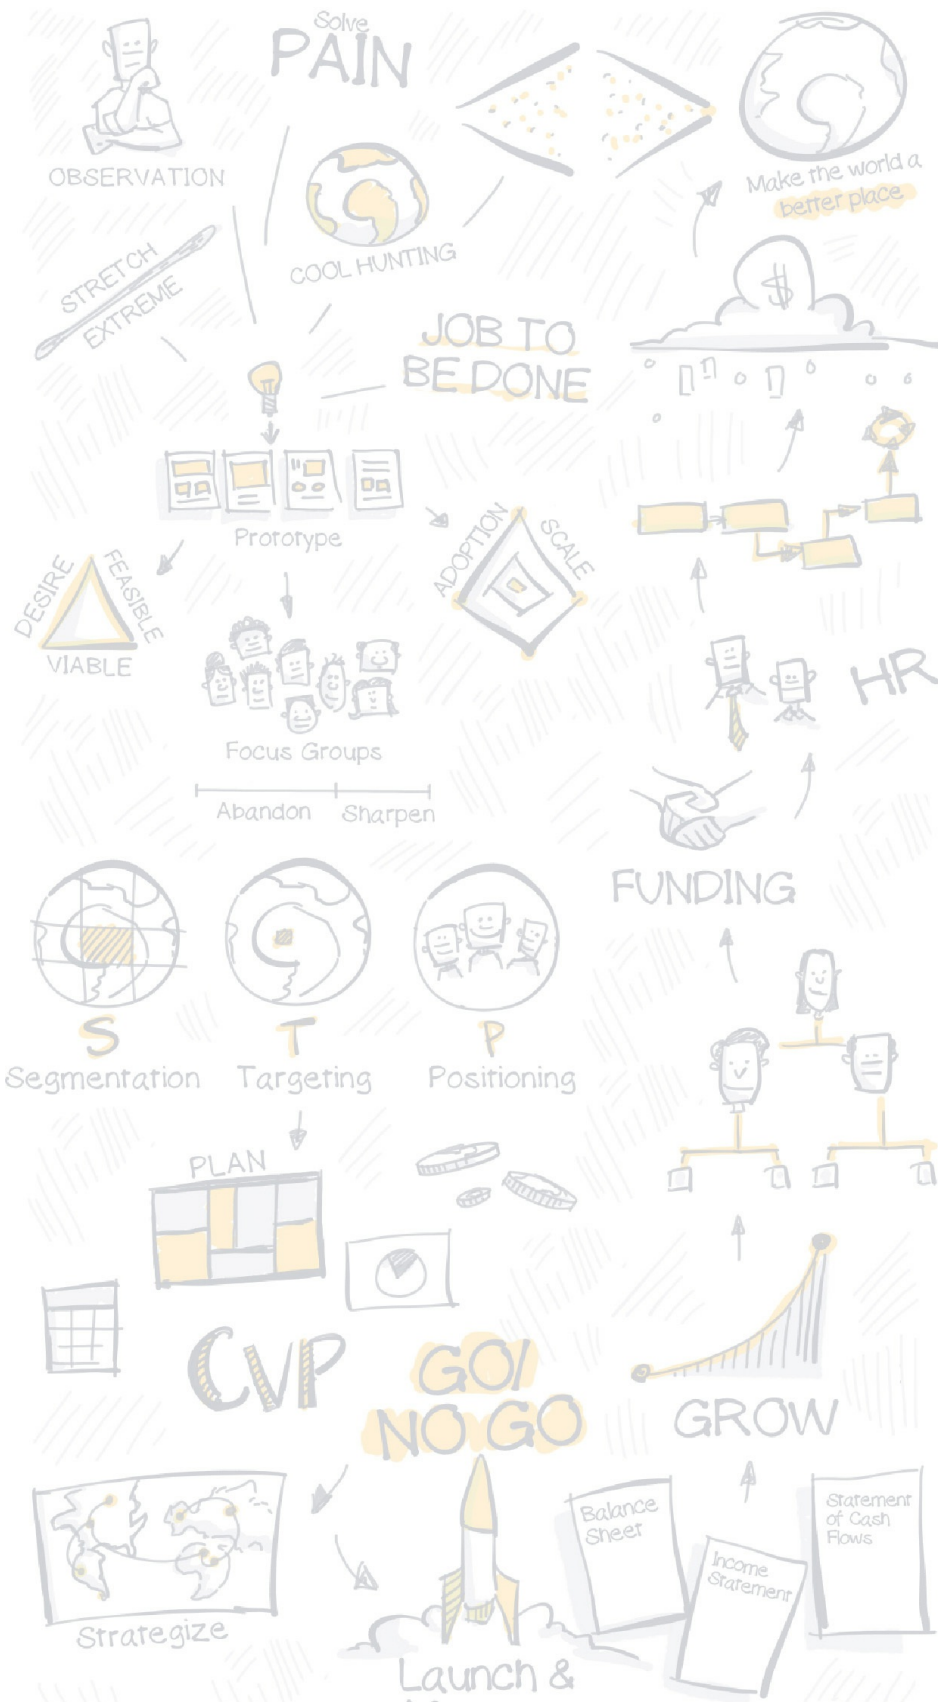 Solve
PAIN
OBSERVATION
Make the world a
better place
COOL HUNTING
STRETCH
EXTREME
$
JOB TO
BE DONE
Prototype
ADOPTION
SCALE
DESIRE
FEASIBLE
VIABLE
HR
Focus Groups
Abandon
Sharpen
FUNDING
S
T
P
Segmentation
Targeting
Positioning
PLAN
CVP
GO/
NO GO
GROW
Balance
Sheet
Income
Statement
Statement
of Cash
Flows
Strategize
Launch &